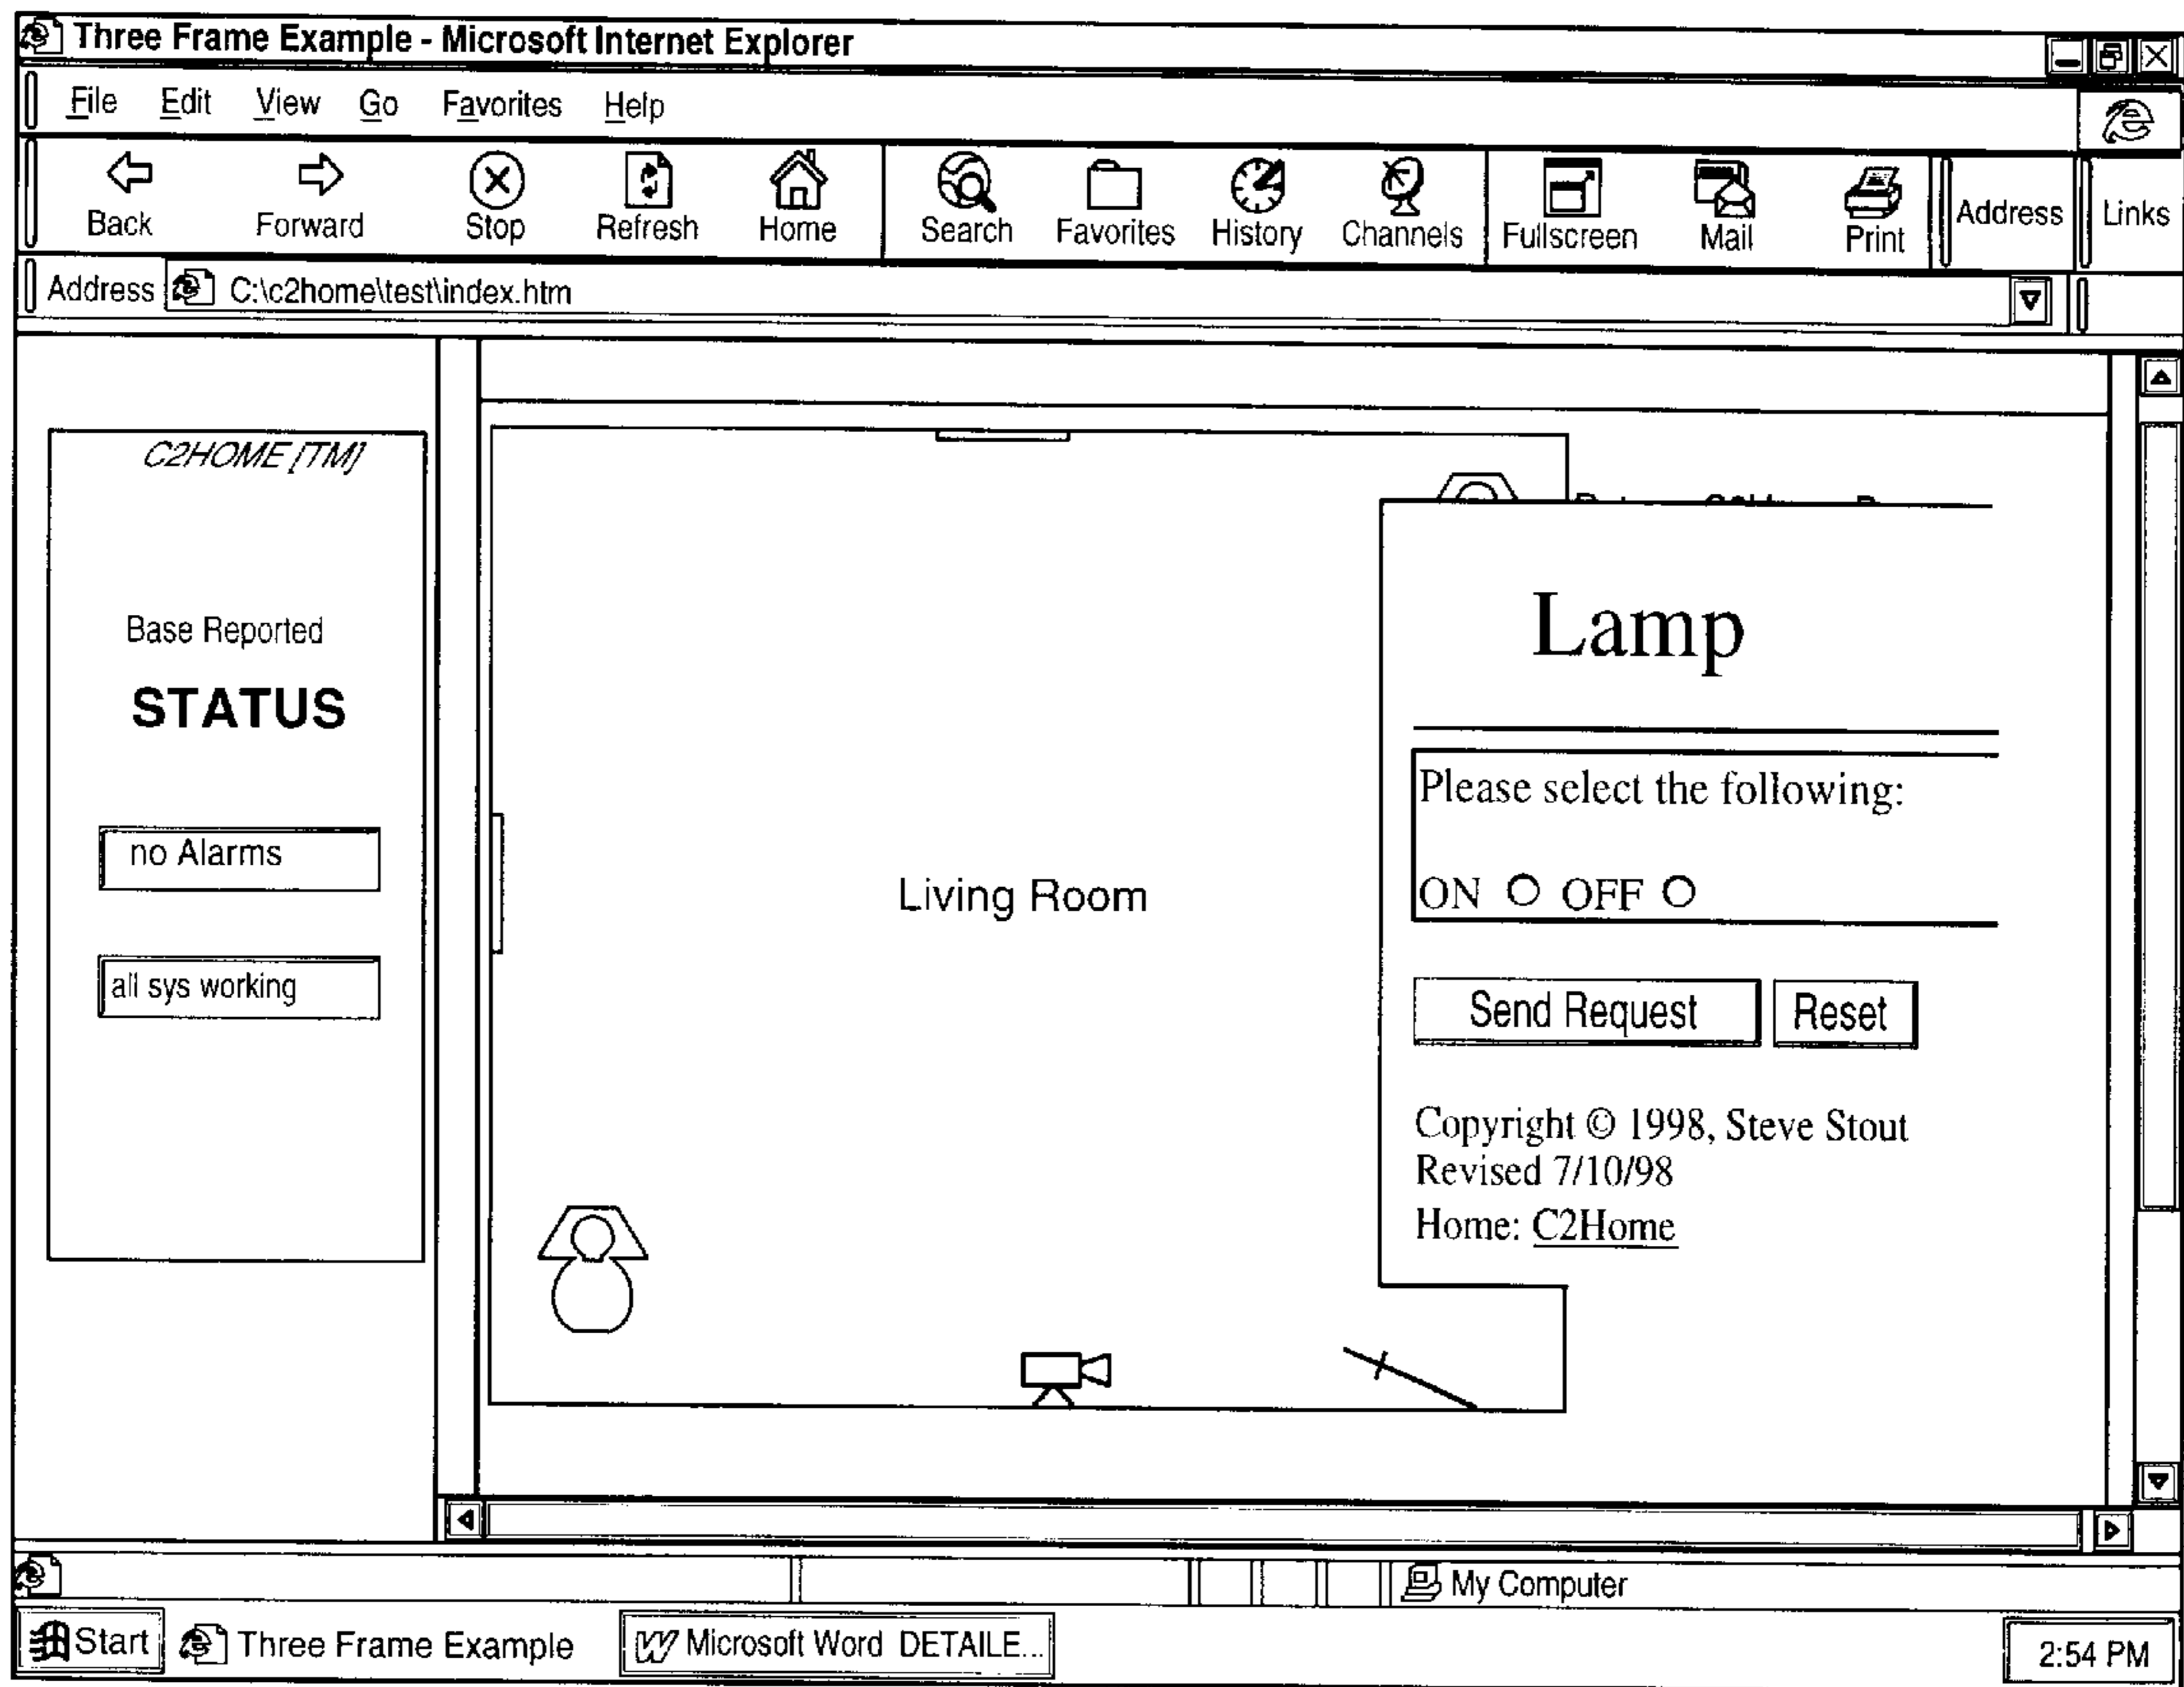 Three Frame Example - Microsoft Internet Explorer
File Edit View Go Favorites Help
Back Forward Stop Refresh Home Search Favorites History Channels Fullscreen Mail Print Address Links
Address C:\c2home\test\index.htm
C2HOME [TM]
Base Reported
STATUS
no Alarms
all sys working
Living Room
Lamp
Please select the following:
ON OFF
Send Request Reset
Copyright © 1998, Steve Stout
Revised 7/10/98
Home: C2Home
My Computer
Start Three Frame Example Microsoft Word DETAILE... 2:54 PM